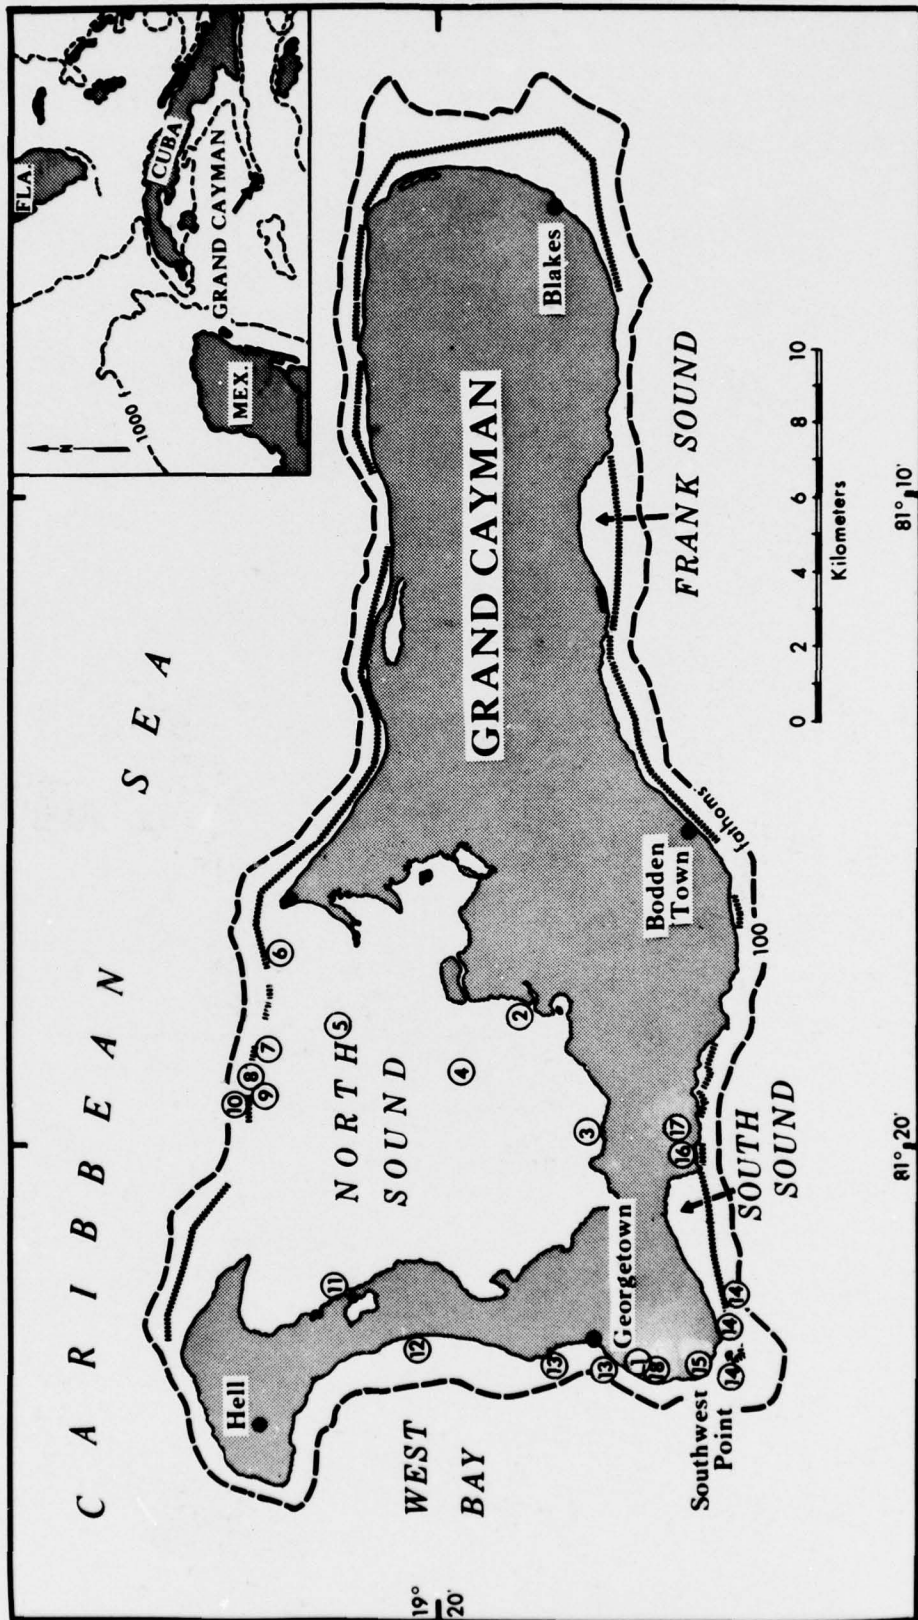 CARIBBEAN SEA
FLA.
CUBA
GRAND CAYMAN
MEX.
N
1000 f
Hell
WEST
BAY
NORTH
SOUND
GRAND CAYMAN
Blakes
FRANK SOUND
Bodden
Town
Georgetown
SOUTH
SOUND
Southwest
Point
100 fathoms
1
2
3
4
5
6
7
8
9
10
11
12
13
13
14
14
14
15
16
17
18
0 2 4 6 8 10
Kilometers
19°
20'
81° 20'
81° 10'